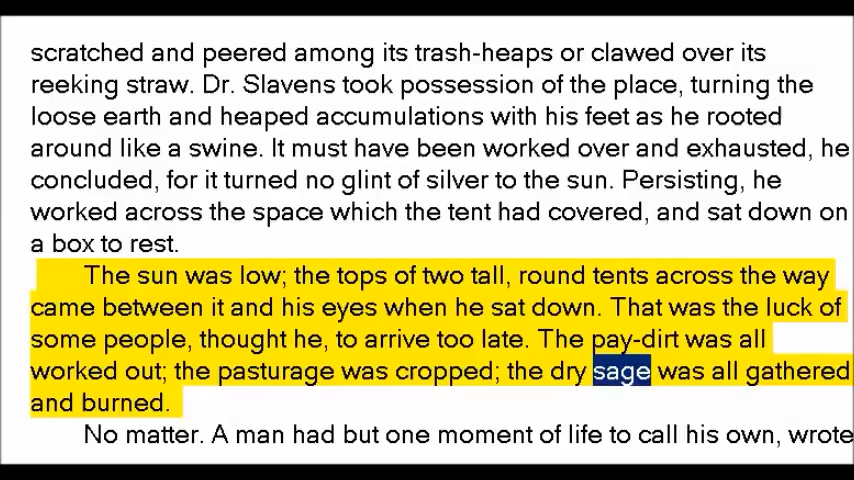 scratched and peered among its trash-heaps or clawed over its
reeking straw. Dr. Slavens took possession of the place, turning the
loose earth and heaped accumulations with his feet as he rooted
around like a swine. It must have been worked over and exhausted, he
concluded, for it turned no glint of silver to the sun. Persisting, he
worked across the space which the tent had covered, and sat down on
a box to rest.
The sun was low; the tops of two tall, round tents across the way
came between it and his eyes when he sat down. That was the luck of
some people, thought he, to arrive too late. The pay-dirt was all
worked out; the pasturage was cropped; the dry sage was all gathered
and burned.
No matter. A man had but one moment of life to call his own, wrote